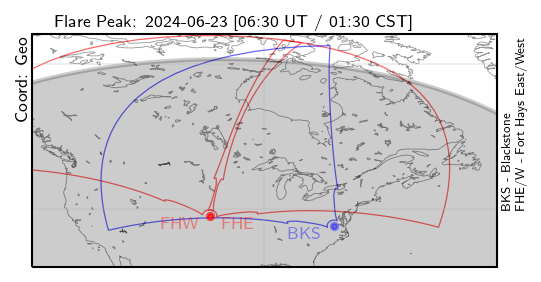 Flare Peak: 2024-06-23 [06:30 UT / 01:30 CST]
Coord: Geo
FHW
FHE
BKS
BKS - Blackstone
FHE/W - Fort Hays East/West